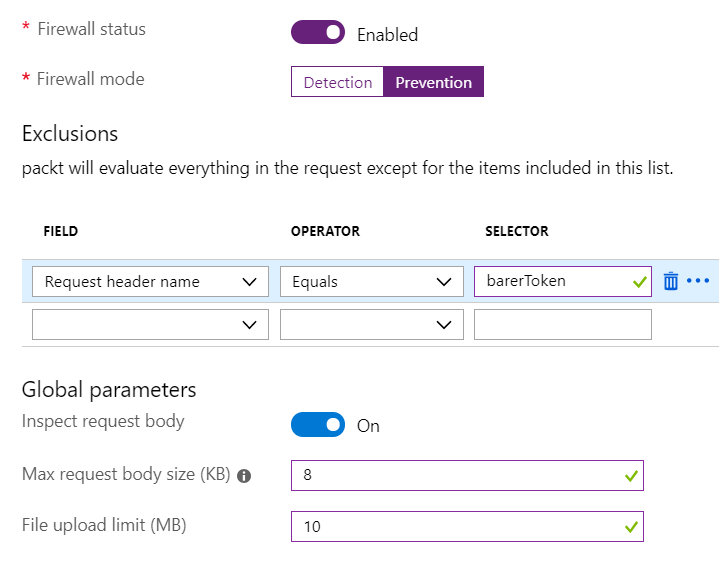 * Firewall status Enabled
* Firewall mode Detection Prevention
Exclusions
packt will evaluate everything in the request except for the items included in this list.
FIELD OPERATOR SELECTOR
Request header name Equals barerToken
Global parameters
Inspect request body On
Max request body size (KB) 8
File upload limit (MB) 10